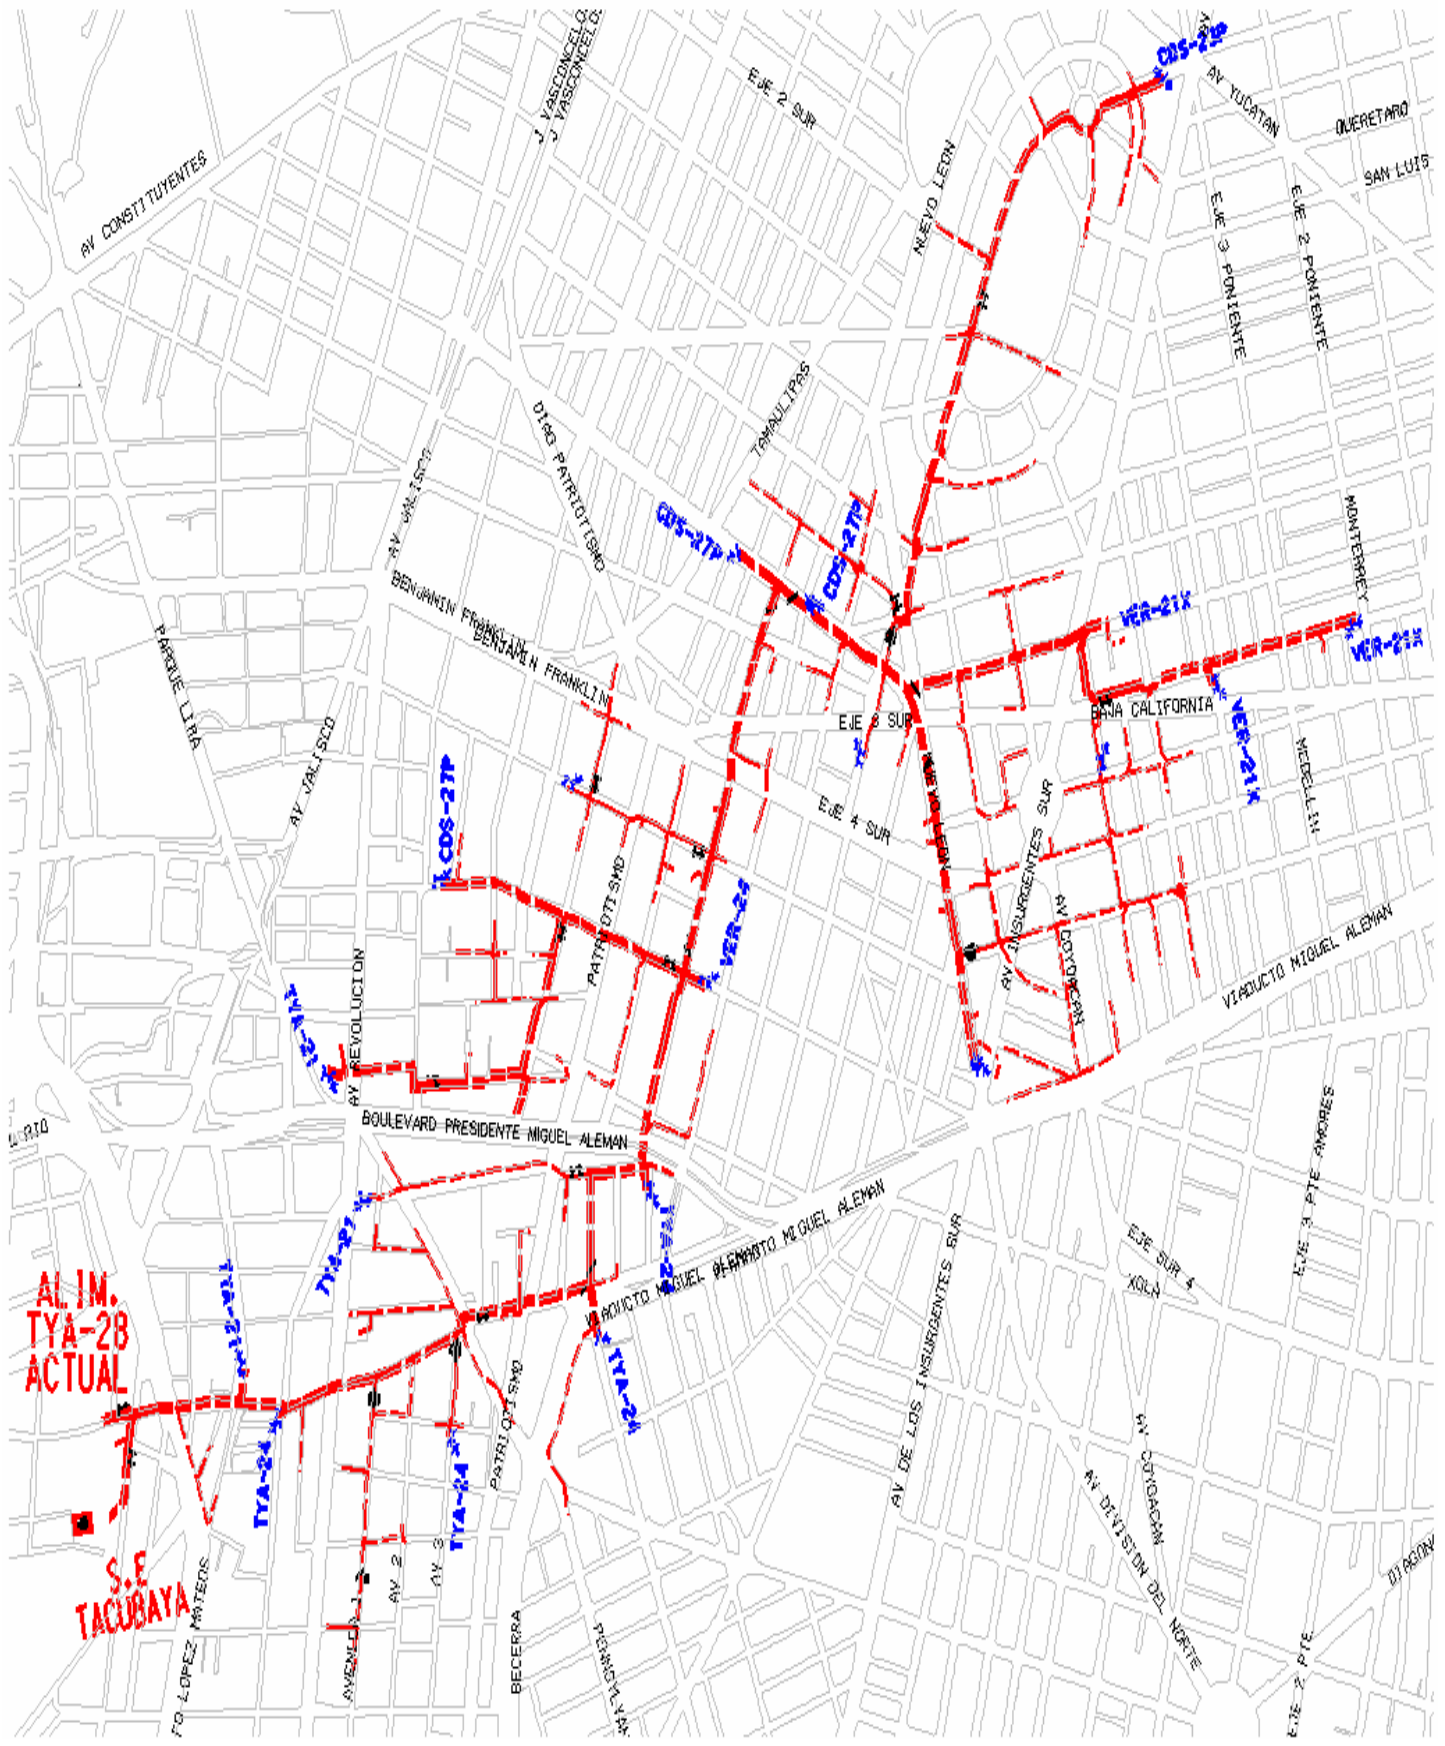 J VASCONCELOS
J VASCONCELOS
CDS-21P
EJE 2 SUR
AV YUCATAN
QUERETARO
SAN LUIS
AV CONSTITUYENTES
NUEVO LEON
EJE 3 PONIENTE
EJE 2 PONIENTE
TAMAULIPAS
DIAG PATRIOTISMO
AV JALISCO
MONTERREY
CDS-27P
CDS-27P
BENJAMIN FRANKLIN
BENJAMIN FRANKLIN
VER-21X
VER-21X
PARQUE LIRA
EJE 3 SUR
BAJA CALIFORNIA
VER-21X
AV JALISCO
MEDELLIN
CDS-27P
NUEVO LEON
EJE 4 SUR
AV INSURGENTES SUR
PATRIOTISMO
VER-24
AV COYOACAN
VIADUCTO MIGUEL ALEMAN
AV REVOLUCION
TYA-21
BOULEVARD PRESIDENTE MIGUEL ALEMAN
EJE 3 PTE AMORES
VIADUCTO MIGUEL ALEMAN
EJE SUR 4
XOLA
AV DE LOS INSURGENTES SUR
ALIM.
TYA-28
ACTUAL
TYA-24
TYA-24
TYA-24
PATRIOTISMO
AV COYOACAN
AV DIVISION DEL NORTE
S.E
TACUBAYA
AV 2
AV 3
AVENIDA 1
LOPEZ MATEOS
BECERRA
EJE 2 PTE